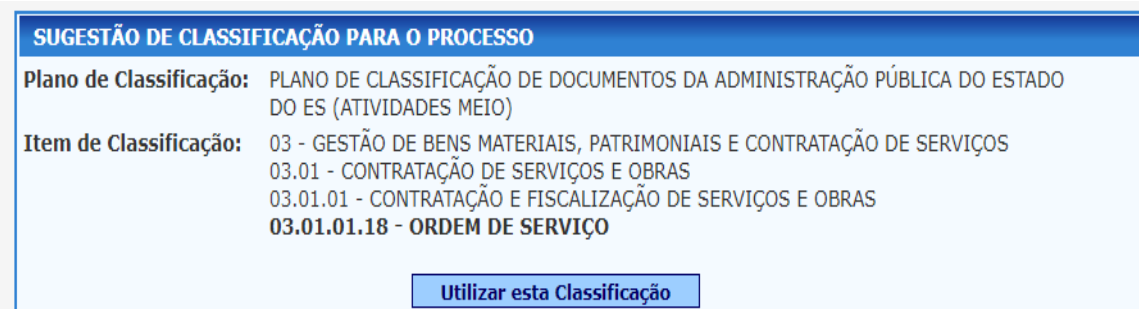 SUGESTÃO DE CLASSIFICAÇÃO PARA O PROCESSO
Plano de Classificação: PLANO DE CLASSIFICAÇÃO DE DOCUMENTOS DA ADMINISTRAÇÃO PÚBLICA DO ESTADO
DO ES (ATIVIDADES MEIO)
Item de Classificação: 03 - GESTÃO DE BENS MATERIAIS, PATRIMONIAIS E CONTRATAÇÃO DE SERVIÇOS
03.01 - CONTRATAÇÃO DE SERVIÇOS E OBRAS
03.01.01 - CONTRATAÇÃO E FISCALIZAÇÃO DE SERVIÇOS E OBRAS
03.01.01.18 - ORDEM DE SERVIÇO
Utilizar esta Classificação